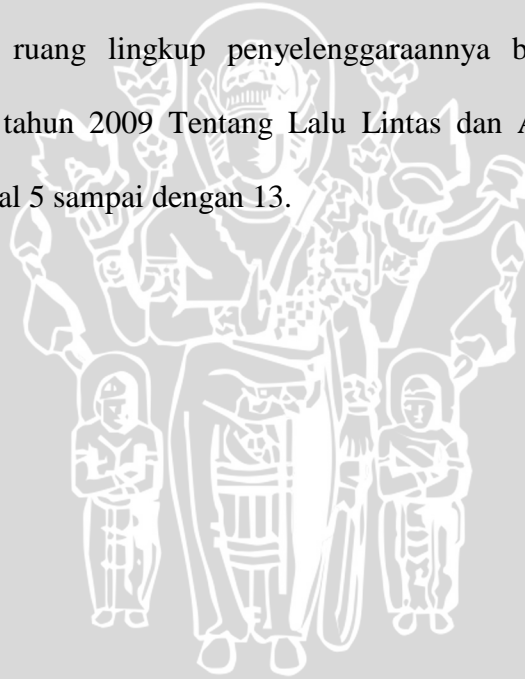 ruang lingkup penyelenggaraannya b
tahun 2009 Tentang Lalu Lintas dan A
al 5 sampai dengan 13.